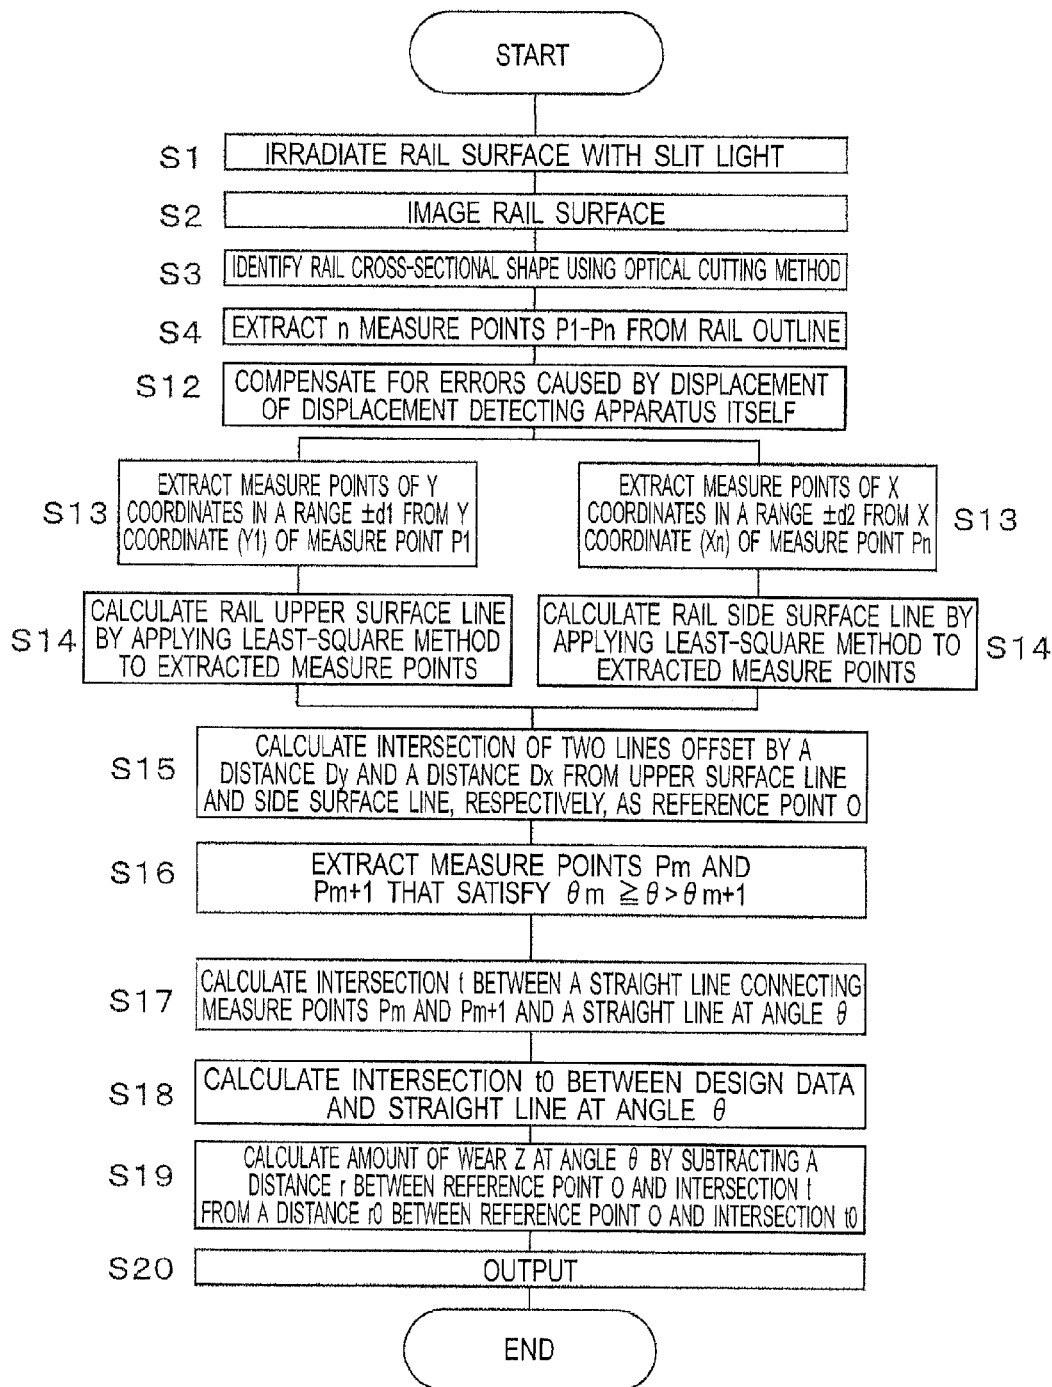 START
S1
IRRADIATE RAIL SURFACE WITH SLIT LIGHT
S2
IMAGE RAIL SURFACE
S3
IDENTIFY RAIL CROSS-SECTIONAL SHAPE USING OPTICAL CUTTING METHOD
S4
EXTRACT n MEASURE POINTS P1-Pn FROM RAIL OUTLINE
S12
COMPENSATE FOR ERRORS CAUSED BY DISPLACEMENT
OF DISPLACEMENT DETECTING APPARATUS ITSELF
S13
EXTRACT MEASURE POINTS OF Y
COORDINATES IN A RANGE ±d1 FROM Y
COORDINATE (Y1) OF MEASURE POINT P1
EXTRACT MEASURE POINTS OF X
COORDINATES IN A RANGE ±d2 FROM X
COORDINATE (Xn) OF MEASURE POINT Pn
S13
S14
CALCULATE RAIL UPPER SURFACE LINE
BY APPLYING LEAST-SQUARE METHOD
TO EXTRACTED MEASURE POINTS
CALCULATE RAIL SIDE SURFACE LINE BY
APPLYING LEAST-SQUARE METHOD TO
EXTRACTED MEASURE POINTS
S14
S15
CALCULATE INTERSECTION OF TWO LINES OFFSET BY A
DISTANCE Dy AND A DISTANCE Dx FROM UPPER SURFACE LINE
AND SIDE SURFACE LINE, RESPECTIVELY, AS REFERENCE POINT O
S16
EXTRACT MEASURE POINTS Pm AND
Pm+1 THAT SATISFY θm ≧ θ > θm+1
S17
CALCULATE INTERSECTION t BETWEEN A STRAIGHT LINE CONNECTING
MEASURE POINTS Pm AND Pm+1 AND A STRAIGHT LINE AT ANGLE θ
S18
CALCULATE INTERSECTION t0 BETWEEN DESIGN DATA
AND STRAIGHT LINE AT ANGLE θ
S19
CALCULATE AMOUNT OF WEAR Z AT ANGLE θ BY SUBTRACTING A
DISTANCE r BETWEEN REFERENCE POINT O AND INTERSECTION t
FROM A DISTANCE r0 BETWEEN REFERENCE POINT O AND INTERSECTION t0
S20
OUTPUT
END